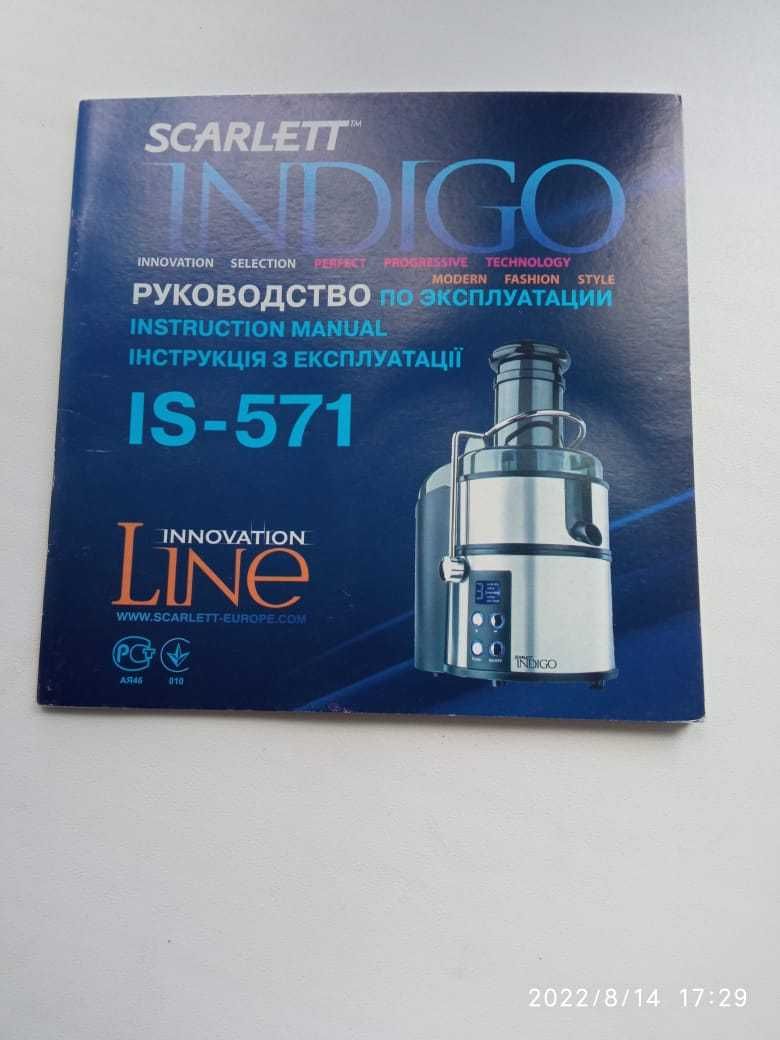 SCARLETT™
INDIGO
INNOVATION SELECTION PERFECT PROGRESSIVE TECHNOLOGY
MODERN FASHION STYLE
РУКОВОДСТВО ПО ЭКСПЛУАТАЦИИ
INSTRUCTION MANUAL
ІНСТРУКЦІЯ З ЕКСПЛУАТАЦІЇ
IS-571
INNOVATION
LINE
WWW.SCARLETT-EUROPE.COM
РСТ
АЯ46 010
SCARLETT
INDIGO
2022/8/14 17:29